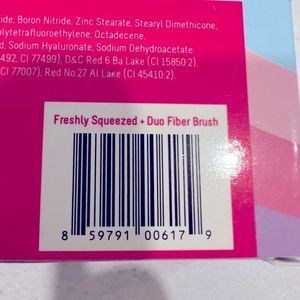 ide, Boron Nitride, Zinc Stearate, Stearyl Dimethicone,
olytetrafluoroethylene, Octadecene,
d, Sodium Hyaluronate, Sodium Dehydroacetate.
492, CI 77499), D&C Red 6 Ba Lake (CI 15850:2),
CI 77007), Red No.27 Al Lake (CI 45410:2).
Freshly Squeezed + Duo Fiber Brush
8 59791 00617 9